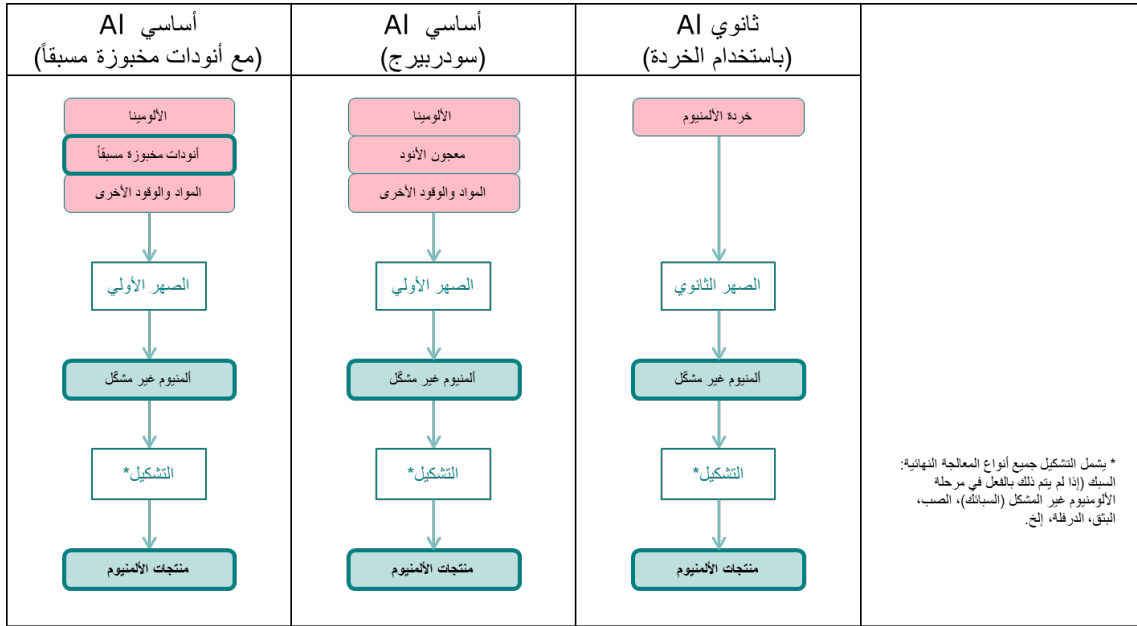 أساسي Al
(مع أنودات مخبوزة مسبقاً)
الألومينا
أنودات مخبوزة مسبقاً
المواد والوقود الأخرى
الصهر الأولي
ألمنيوم غير مشكّل
التشكيل*
منتجات الألمنيوم
أساسي Al
(سودربيرج)
الألومينا
معجون الأنود
المواد والوقود الأخرى
الصهر الأولي
ألمنيوم غير مشكّل
التشكيل*
منتجات الألمنيوم
ثانوي Al
(باستخدام الخردة)
خردة الألمنيوم
الصهر الثانوي
ألمنيوم غير مشكّل
التشكيل*
منتجات الألمنيوم
* يشمل التشكيل جميع أنواع المعالجة النهائية:
السبك (إذا لم يتم ذلك بالفعل في مرحلة
الألومنيوم غير المشكل (السبائك)، الصب،
البثق، الدرفلة، إلخ.